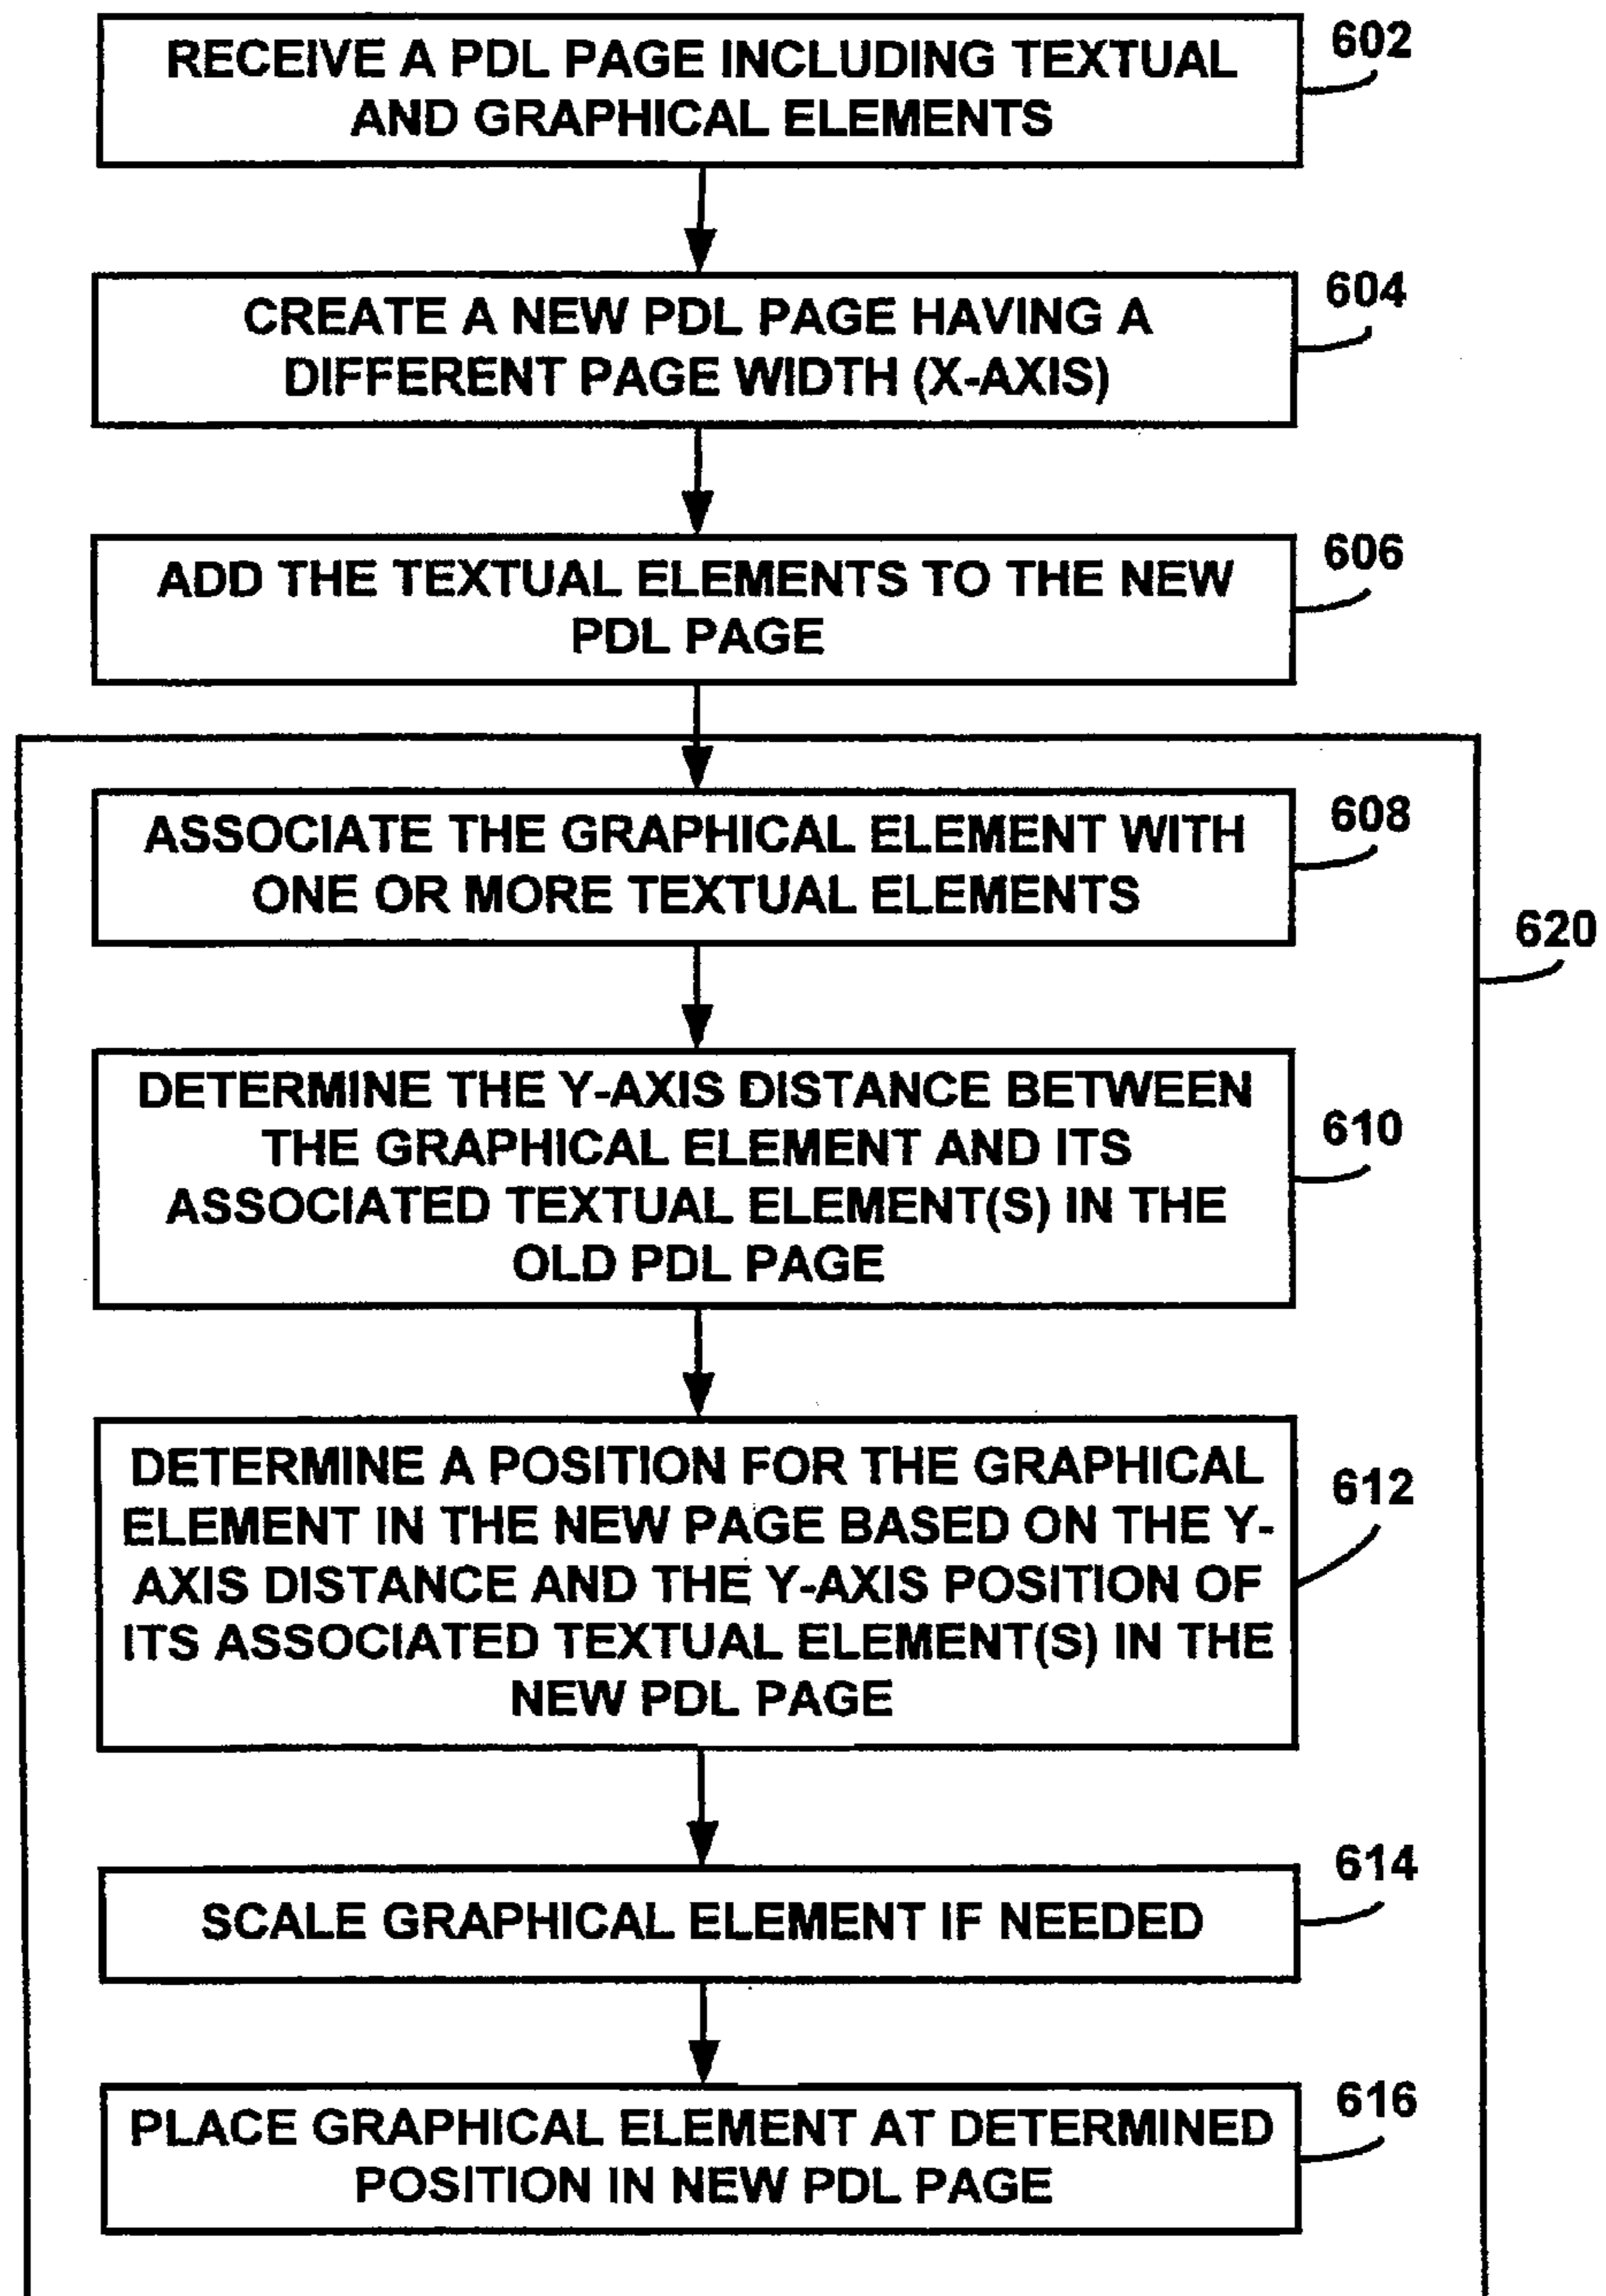 RECEIVE A PDL PAGE INCLUDING TEXTUAL
AND GRAPHICAL ELEMENTS
602
CREATE A NEW PDL PAGE HAVING A
DIFFERENT PAGE WIDTH (X-AXIS)
604
ADD THE TEXTUAL ELEMENTS TO THE NEW
PDL PAGE
606
ASSOCIATE THE GRAPHICAL ELEMENT WITH
ONE OR MORE TEXTUAL ELEMENTS
608
620
DETERMINE THE Y-AXIS DISTANCE BETWEEN
THE GRAPHICAL ELEMENT AND ITS
ASSOCIATED TEXTUAL ELEMENT(S) IN THE
OLD PDL PAGE
610
DETERMINE A POSITION FOR THE GRAPHICAL
ELEMENT IN THE NEW PAGE BASED ON THE Y-
AXIS DISTANCE AND THE Y-AXIS POSITION OF
ITS ASSOCIATED TEXTUAL ELEMENT(S) IN THE
NEW PDL PAGE
612
SCALE GRAPHICAL ELEMENT IF NEEDED
614
PLACE GRAPHICAL ELEMENT AT DETERMINED
POSITION IN NEW PDL PAGE
616